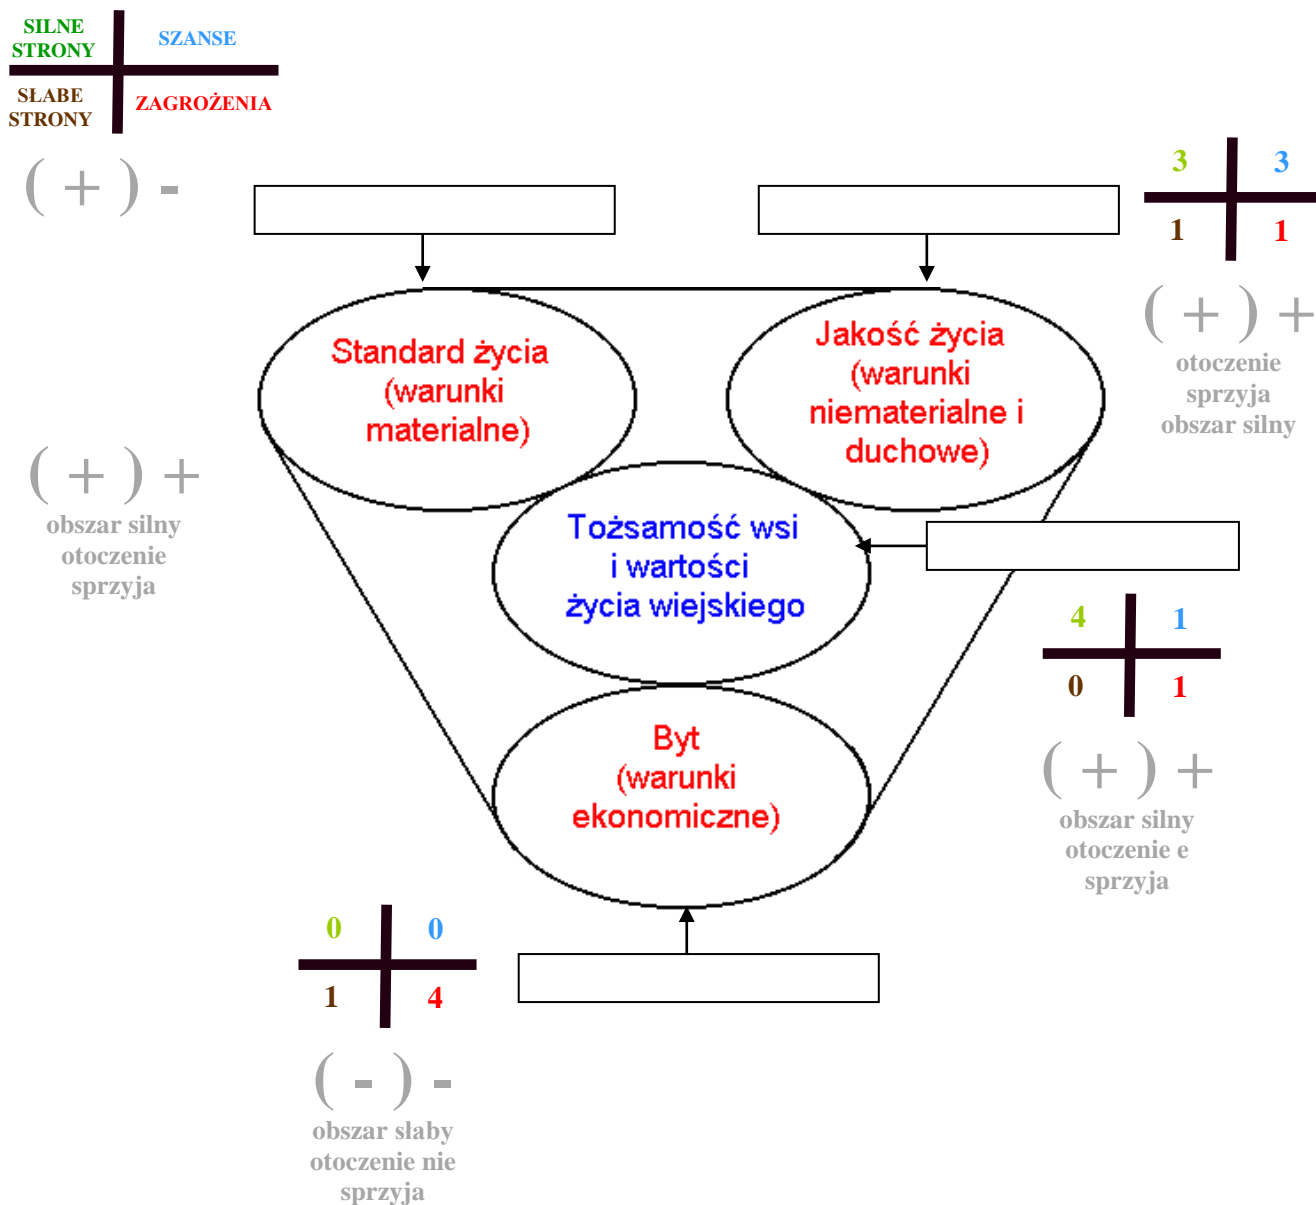 SILNE
STRONY
SZANSE
SŁABE
STRONY
ZAGROŻENIA
( + ) -
3
3
1
1
( + ) +
otoczenie
sprzyja
obszar silny
Standard życia
(warunki
materialne)
Jakość życia
(warunki
niematerialne i
duchowe)
( + ) +
obszar silny
otoczenie
sprzyja
Tożsamość wsi
i wartości
życia wiejskiego
4
1
0
1
( + ) +
obszar silny
otoczenie e
sprzyja
Byt
(warunki
ekonomiczne)
0
0
1
4
( - ) -
obszar słaby
otoczenie nie
sprzyja